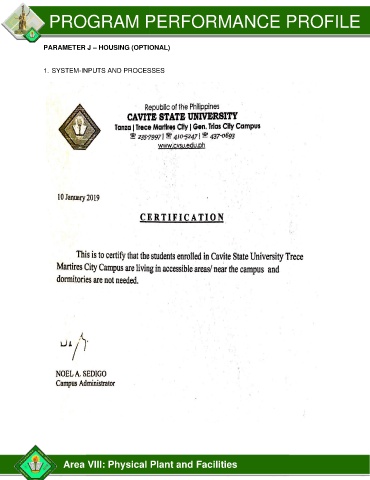 PROGRAM PERFORMANCE PROFILE
PARAMETER J – HOUSING (OPTIONAL)
1. SYSTEM-INPUTS AND PROCESSES
Republic of the Philippines
CAVITE STATE UNIVERSITY
Tanza | Trece Martires City | Gen. Trias City Campus
☏ 235-7997 | ☏ 410-5247 | ☏ 437-0693
www.cvsu.edu.ph
10 January 2019
CERTIFICATION
This is to certify that the students enrolled in Cavite State University Trece
Martires City Campus are living in accessible areas/ near the campus and
dormitories are not needed.
NOEL A. SEDIGO
Campus Administrator
Area VIII: Physical Plant and Facilities